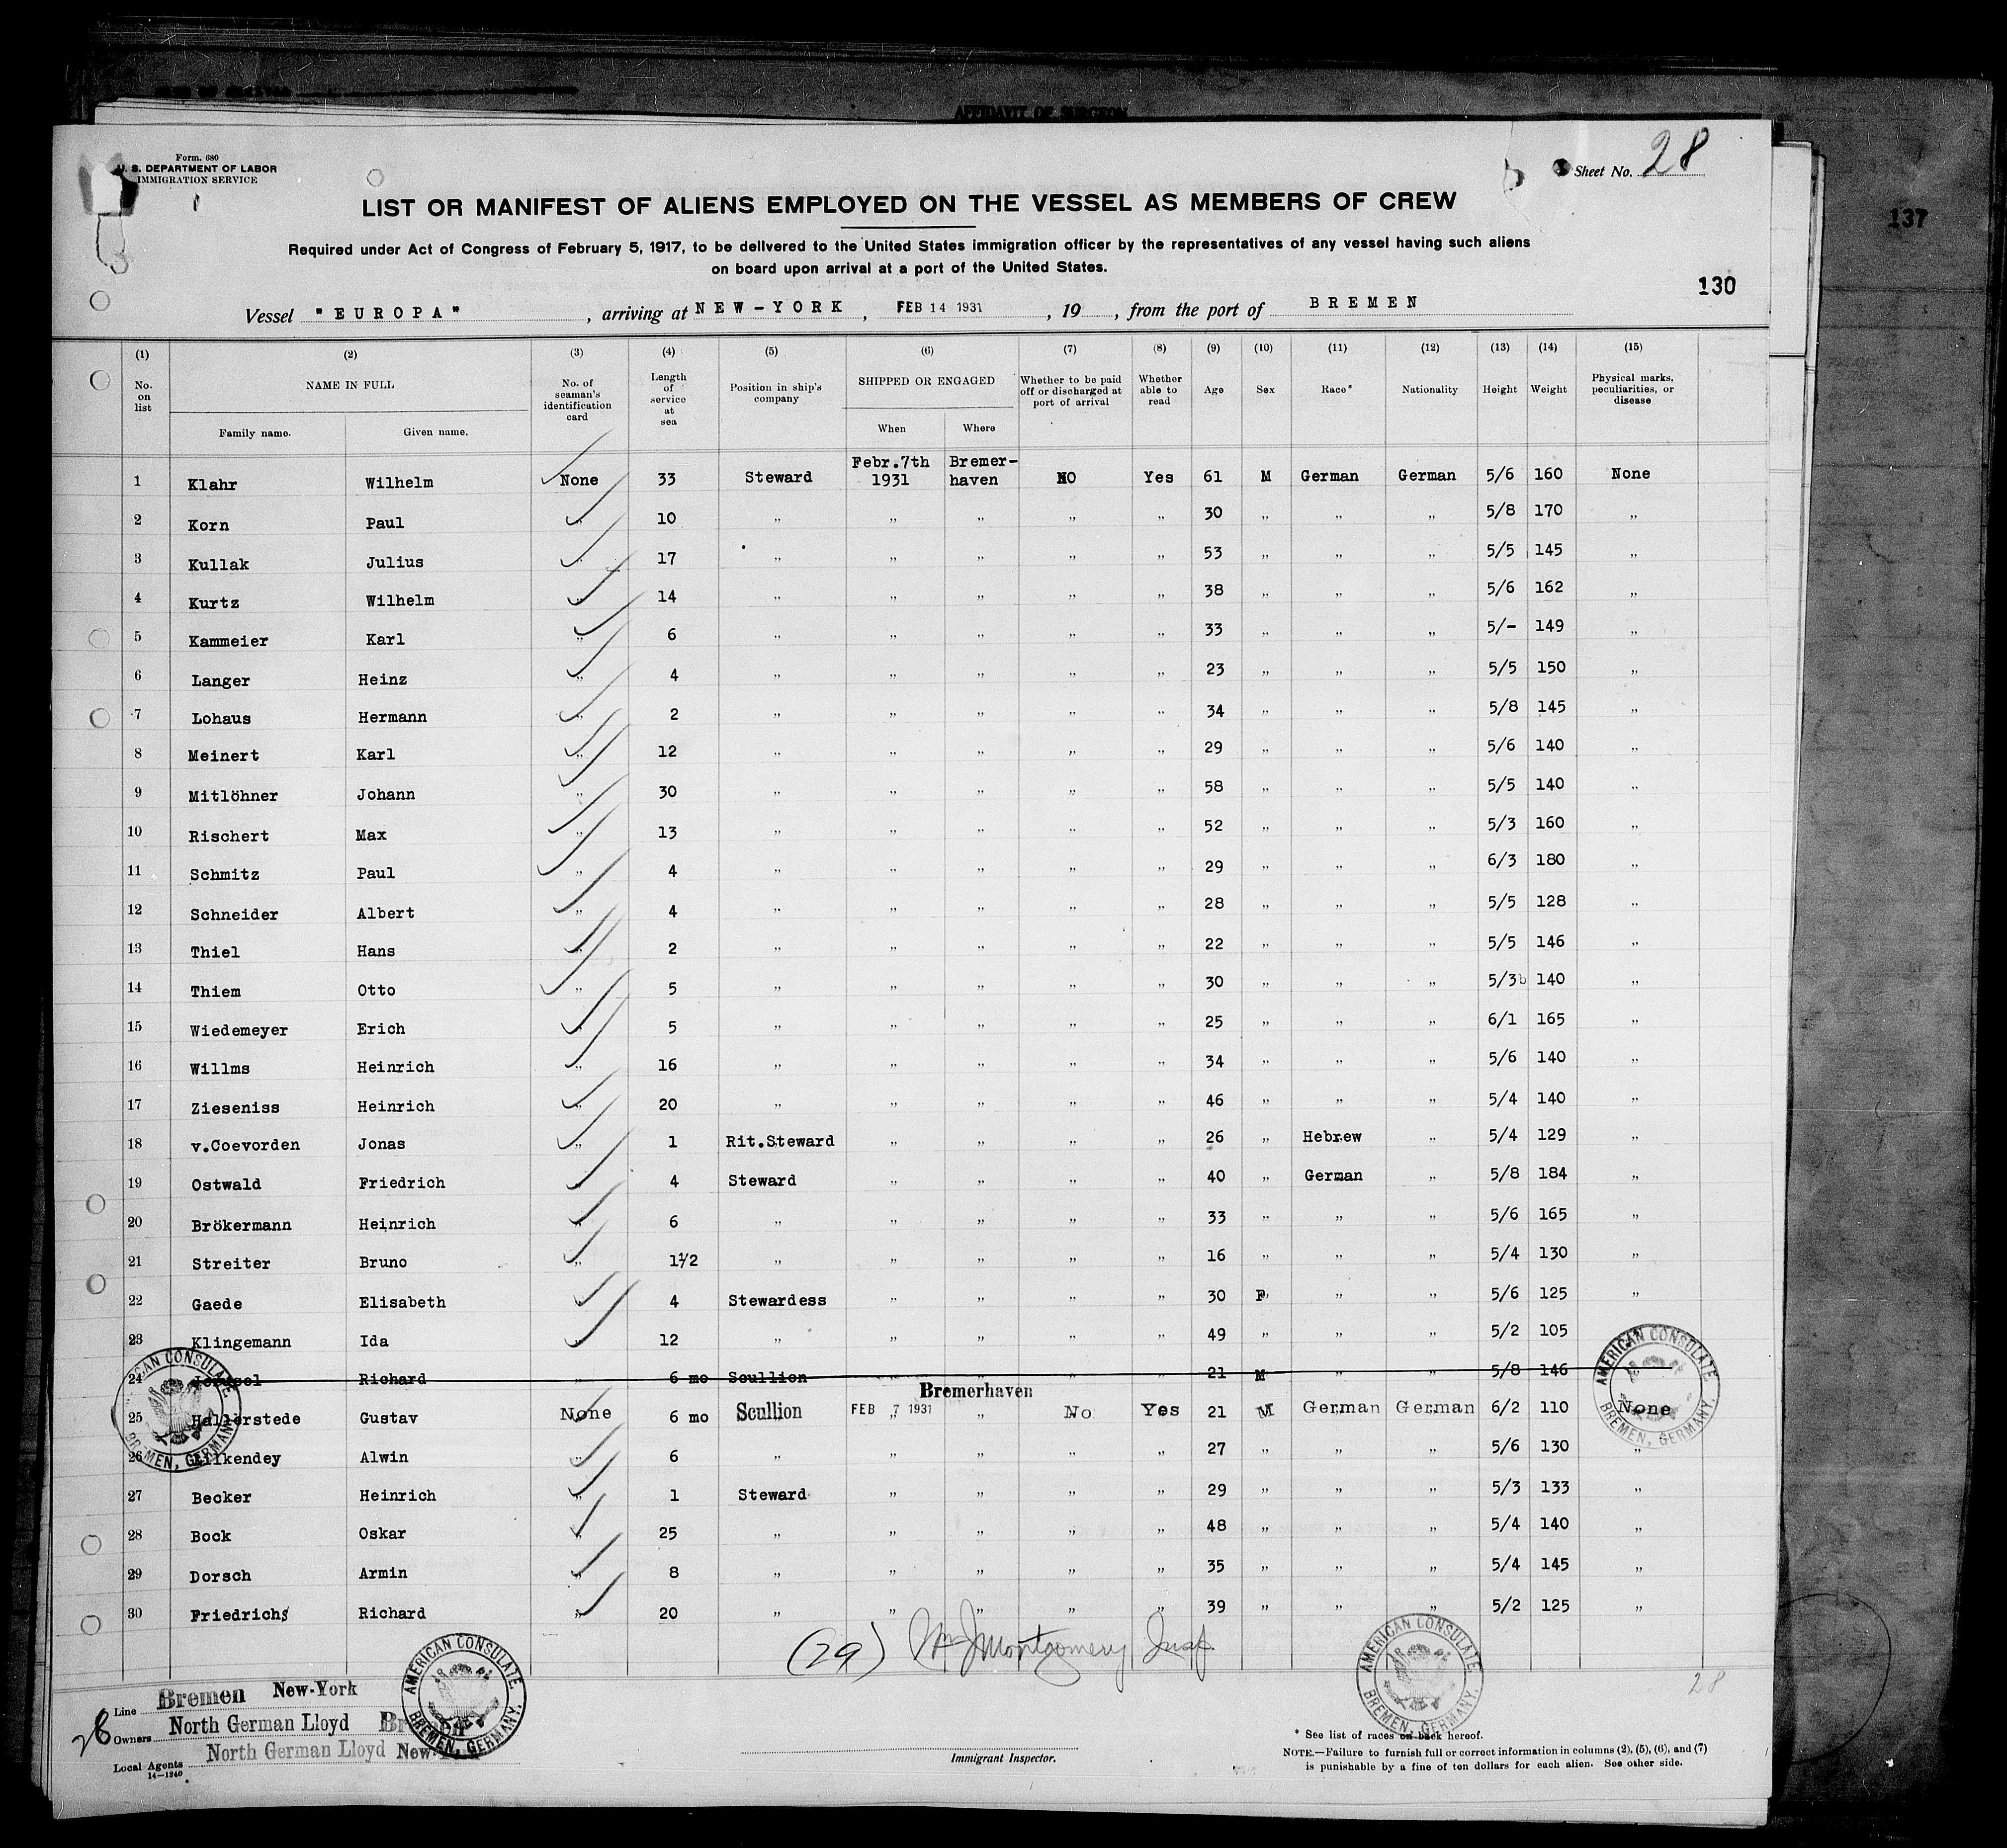 AFFIDAVIT OF SURGEON
Form. 680
U. S. DEPARTMENT OF LABOR
IMMIGRATION SERVICE
Sheet No. 28
LIST OR MANIFEST OF ALIENS EMPLOYED ON THE VESSEL AS MEMBERS OF CREW
137
Required under Act of Congress of February 5, 1917, to be delivered to the United States immigration officer by the representatives of any vessel having such aliens
on board upon arrival at a port of the United States.
130
Vessel "EUROPA", arriving at NEW-YORK, FEB 14 1931, 19 , from the port of BREMEN
(1) (2) (3) (4) (5) (6) (7) (8) (9) (10) (11) (12) (13) (14) (15)
No. on list NAME IN FULL Family name. Given name. No. of seaman's identification card Length of service at sea Position in ship's company SHIPPED OR ENGAGED When Where Whether to be paid off or discharged at port of arrival Whether able to read Age Sex Race* Nationality Height Weight Physical marks, peculiarities, or disease
1 Klahr Wilhelm None 33 Steward Febr.7th 1931 Bremer-haven NO Yes 61 M German German 5/6 160 None
2 Korn Paul " 10 " " " " " 30 " " " 5/8 170 "
3 Kullak Julius " 17 " " " " " 53 " " " 5/5 145 "
4 Kurtz Wilhelm " 14 " " " " " 38 " " " 5/6 162 "
5 Kammeier Karl " 6 " " " " " 33 " " " 5/- 149 "
6 Langer Heinz " 4 " " " " " 23 " " " 5/5 150 "
7 Lohaus Hermann " 2 " " " " " 34 " " " 5/8 145 "
8 Meinert Karl " 12 " " " " " 29 " " " 5/6 140 "
9 Mitlöhner Johann " 30 " " " " " 58 " " " 5/5 140 "
10 Rischert Max " 13 " " " " " 52 " " " 5/3 160 "
11 Schmitz Paul " 4 " " " " " 29 " " " 6/3 180 "
12 Schneider Albert " 4 " " " " " 28 " " " 5/5 128 "
13 Thiel Hans " 2 " " " " " 22 " " " 5/5 146 "
14 Thiem Otto " 5 " " " " " 30 " " " 5/3 140 "
15 Wiedemeyer Erich " 5 " " " " " 25 " " " 6/1 165 "
16 Willms Heinrich " 16 " " " " " 34 " " " 5/6 140 "
17 Zieseniss Heinrich " 20 " " " " " 46 " " " 5/4 140 "
18 v.Coevorden Jonas " 1 Rit.Steward " " " " 26 " Hebrew " 5/4 129 "
19 Ostwald Friedrich " 4 Steward " " " " 40 " German " 5/8 184 "
20 Brökermann Heinrich " 6 " " " " " 33 " " " 5/6 165 "
21 Streiter Bruno " 1 1/2 " " " " " 16 " " " 5/4 130 "
22 Gaede Elisabeth " 4 Stewardess " " " " 30 F " " 5/6 125 "
23 Klingemann Ida " 12 " " " " " 49 " " " 5/2 105 "
24 Richard " 6 mo Scullion " " " " 21 M " " 5/8 146
25 Hallerstede Gustav None 6 mo Scullion FEB 7 1931 Bremerhaven No Yes 21 M German German 6/2 110 None
26 Alwin " 6 " " " " " 27 " " " 5/6 130 "
27 Becker Heinrich " 1 Steward " " " " 29 " " " 5/3 133 "
28 Bock Oskar " 25 " " " " " 48 " " " 5/4 140 "
29 Dorsch Armin " 8 " " " " " 35 " " " 5/4 145 "
30 Friedrichs Richard " 20 " " " " " 39 " " " 5/2 125 "
AMERICAN CONSULATE BREMEN, GERMANY.
AMERICAN CONSULATE BREMEN, GERMANY.
(29) Wm J Montgomery Insp.
AMERICAN CONSULATE BREMEN, GERMANY.
AMERICAN CONSULATE BREMEN, GERMANY.
28
Line Bremen New-York
28
Owners North German Lloyd Bremen
Local Agents North German Lloyd New-York
14-1240
Immigrant Inspector.
* See list of races on back hereof.
NOTE.—Failure to furnish full or correct information in columns (2), (5), (6), and (7)
is punishable by a fine of ten dollars for each alien. See other side.